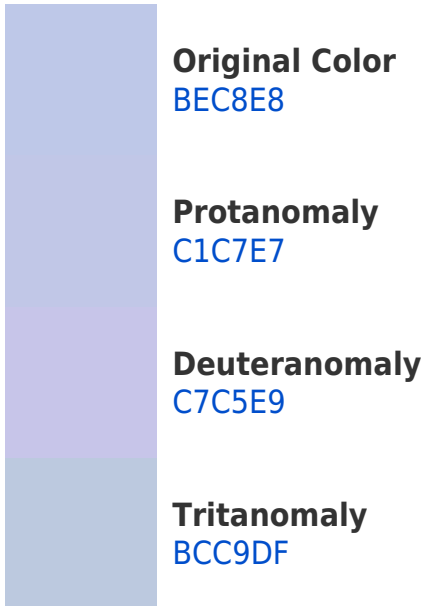 Original Color
BEC8E8
Protanomaly
C1C7E7
Deuteranomaly
C7C5E9
Tritanomaly
BCC9DF